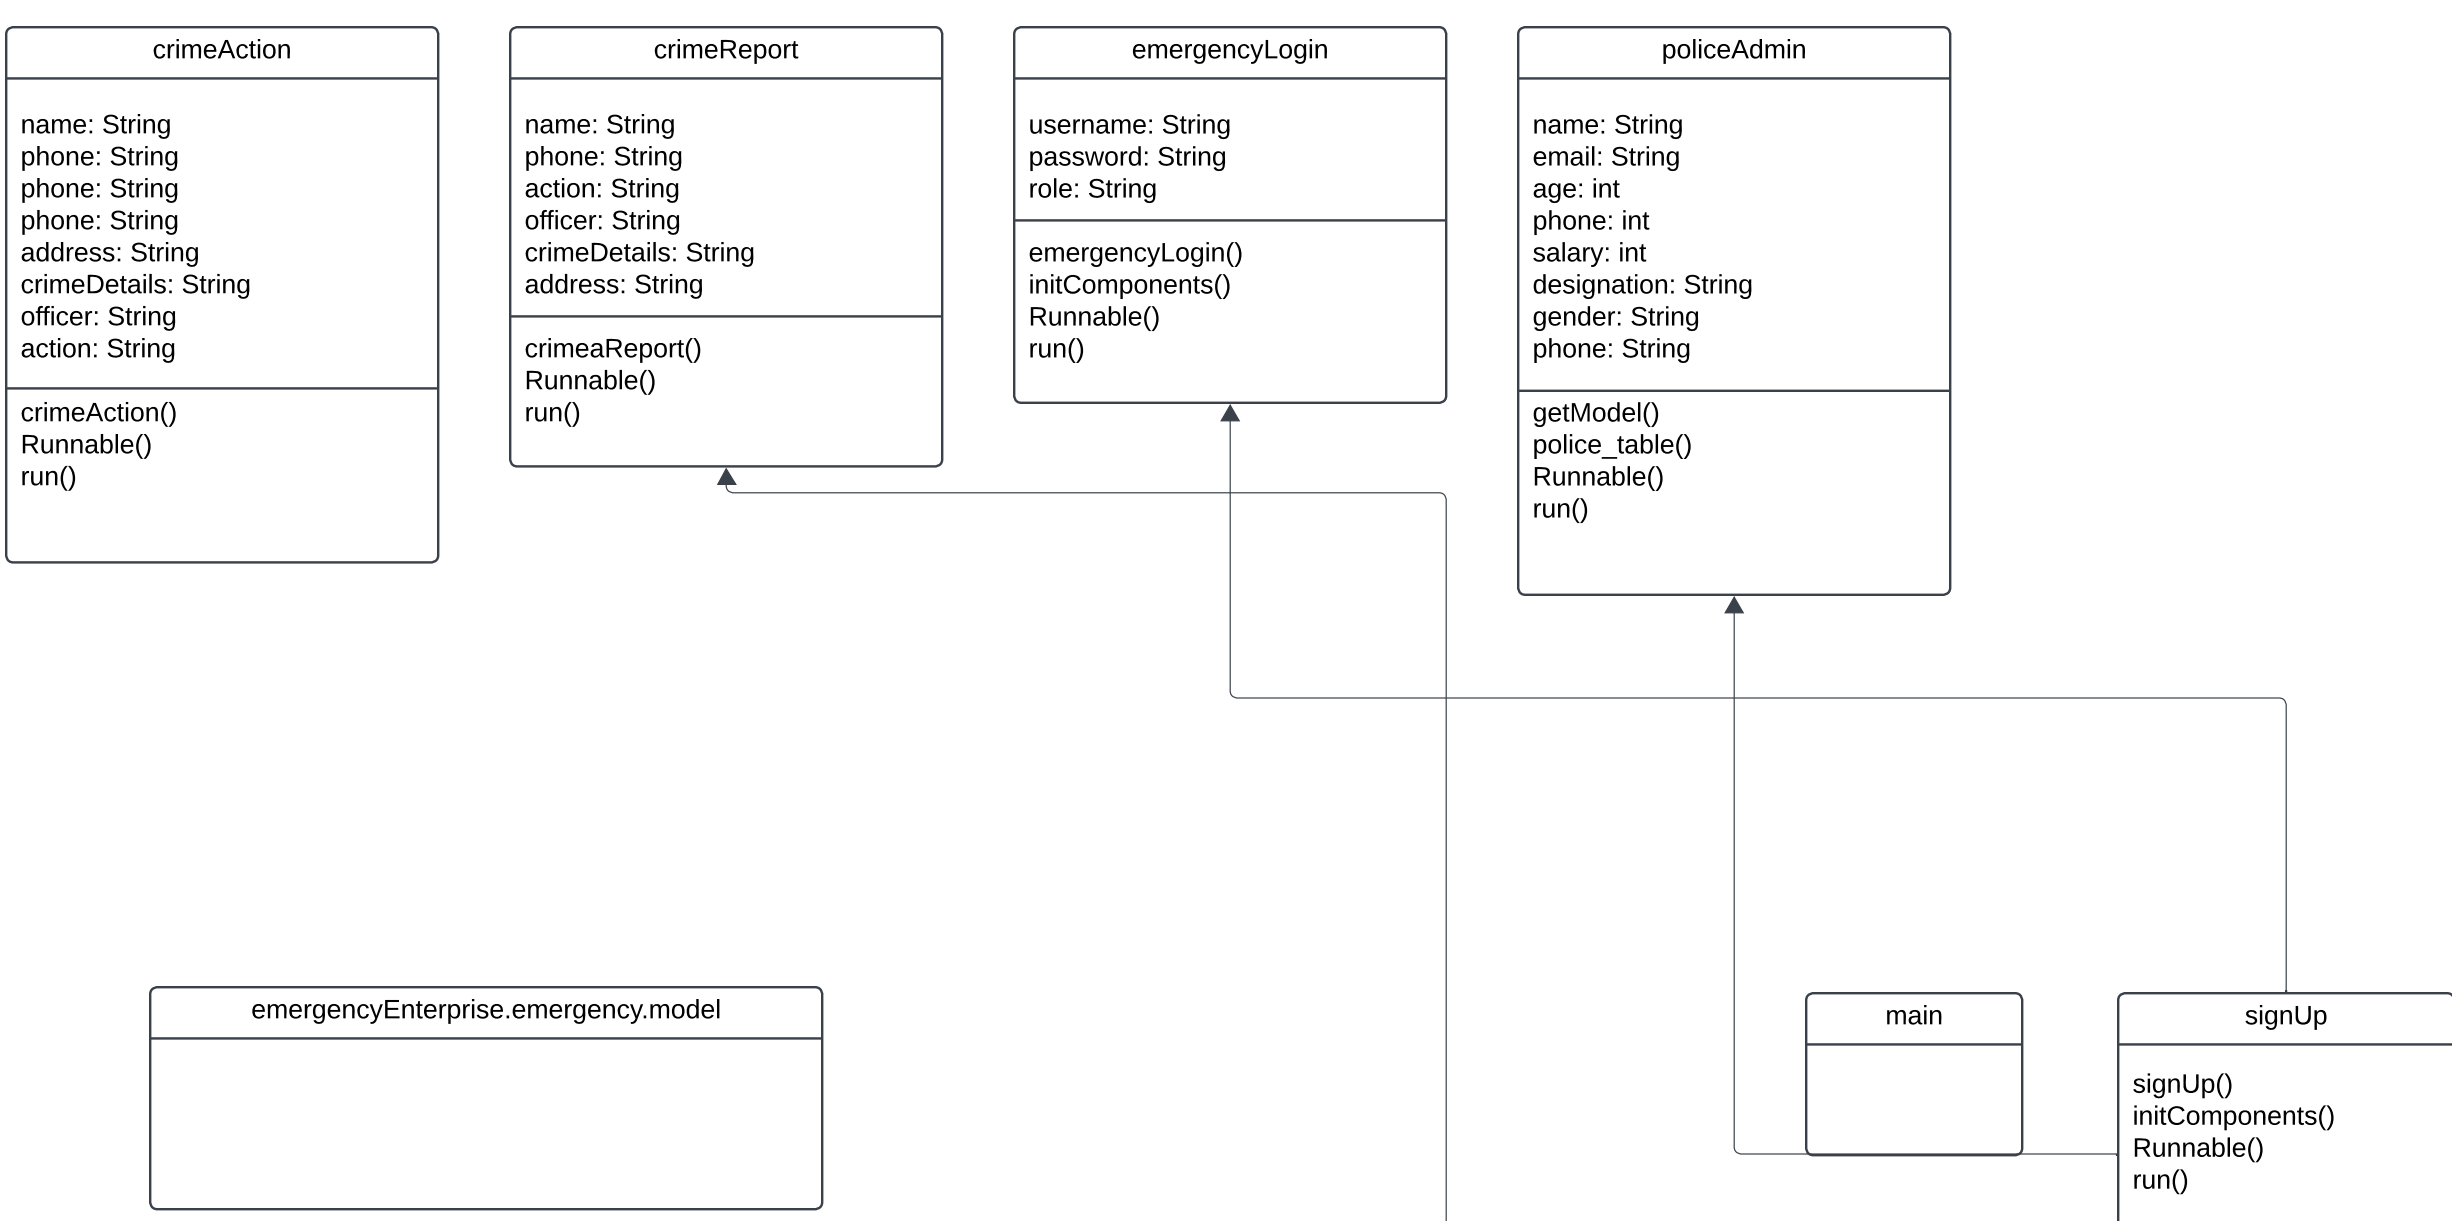 crimeAction
name: String
phone: String
phone: String
phone: String
address: String
crimeDetails: String
officer: String
action: String
crimeAction()
Runnable()
run()
crimeReport
name: String
phone: String
action: String
officer: String
crimeDetails: String
address: String
crimeaReport()
Runnable()
run()
emergencyLogin
username: String
password: String
role: String
emergencyLogin()
initComponents()
Runnable()
run()
policeAdmin
name: String
email: String
age: int
phone: int
salary: int
designation: String
gender: String
phone: String
getModel()
police_table()
Runnable()
run()
emergencyEnterprise.emergency.model
main
signUp
signUp()
initComponents()
Runnable()
run()